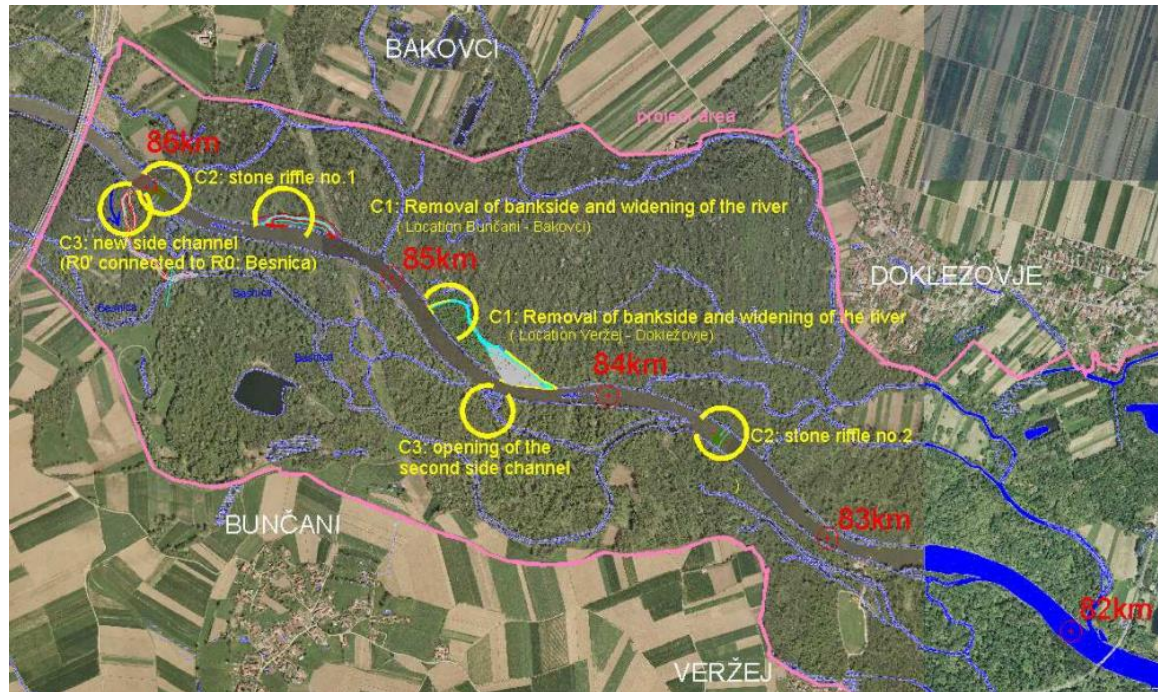 BAKOVCI
project area
86km
C2: stone riffle no.1
C1: Removal of bankside and widening of the river
( Location Bunčani - Bakovci)
C3: new side channel
(R0' connected to R0: Besnica)
85km
DOKLEŽOVJE
Besnica
Besnica
Besnica
C1: Removal of bankside and widening of the river
( Location Veržej - Dokležovje)
84km
C2: stone riffle no.2
C3: opening of the
second side channel
BUNČANI
83km
82km
VERŽEJ